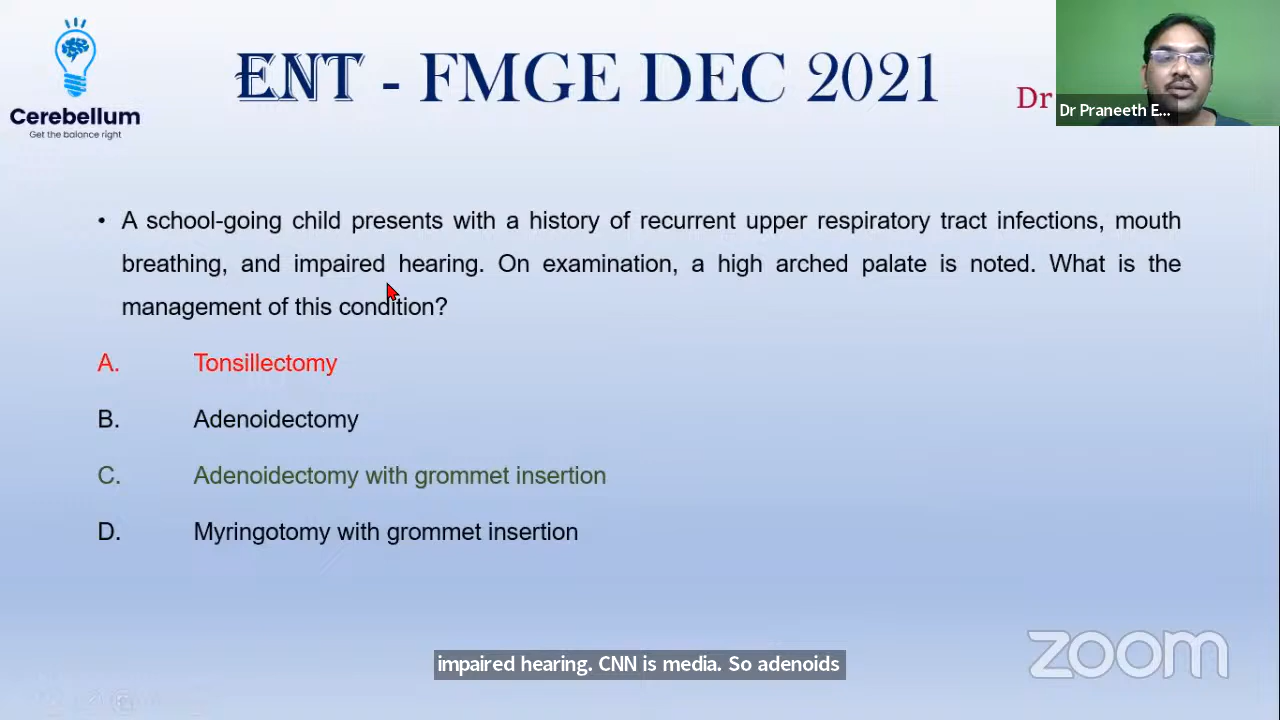 ENT - FMGE DEC 2021
Cerebellum
Get the balance right
Dr
Dr Praneeth E...
• A school-going child presents with a history of recurrent upper respiratory tract infections, mouth
breathing, and impaired hearing. On examination, a high arched palate is noted. What is the
management of this condition?
A. Tonsillectomy
B. Adenoidectomy
C. Adenoidectomy with grommet insertion
D. Myringotomy with grommet insertion
impaired hearing. CNN is media. So adenoids
zoom